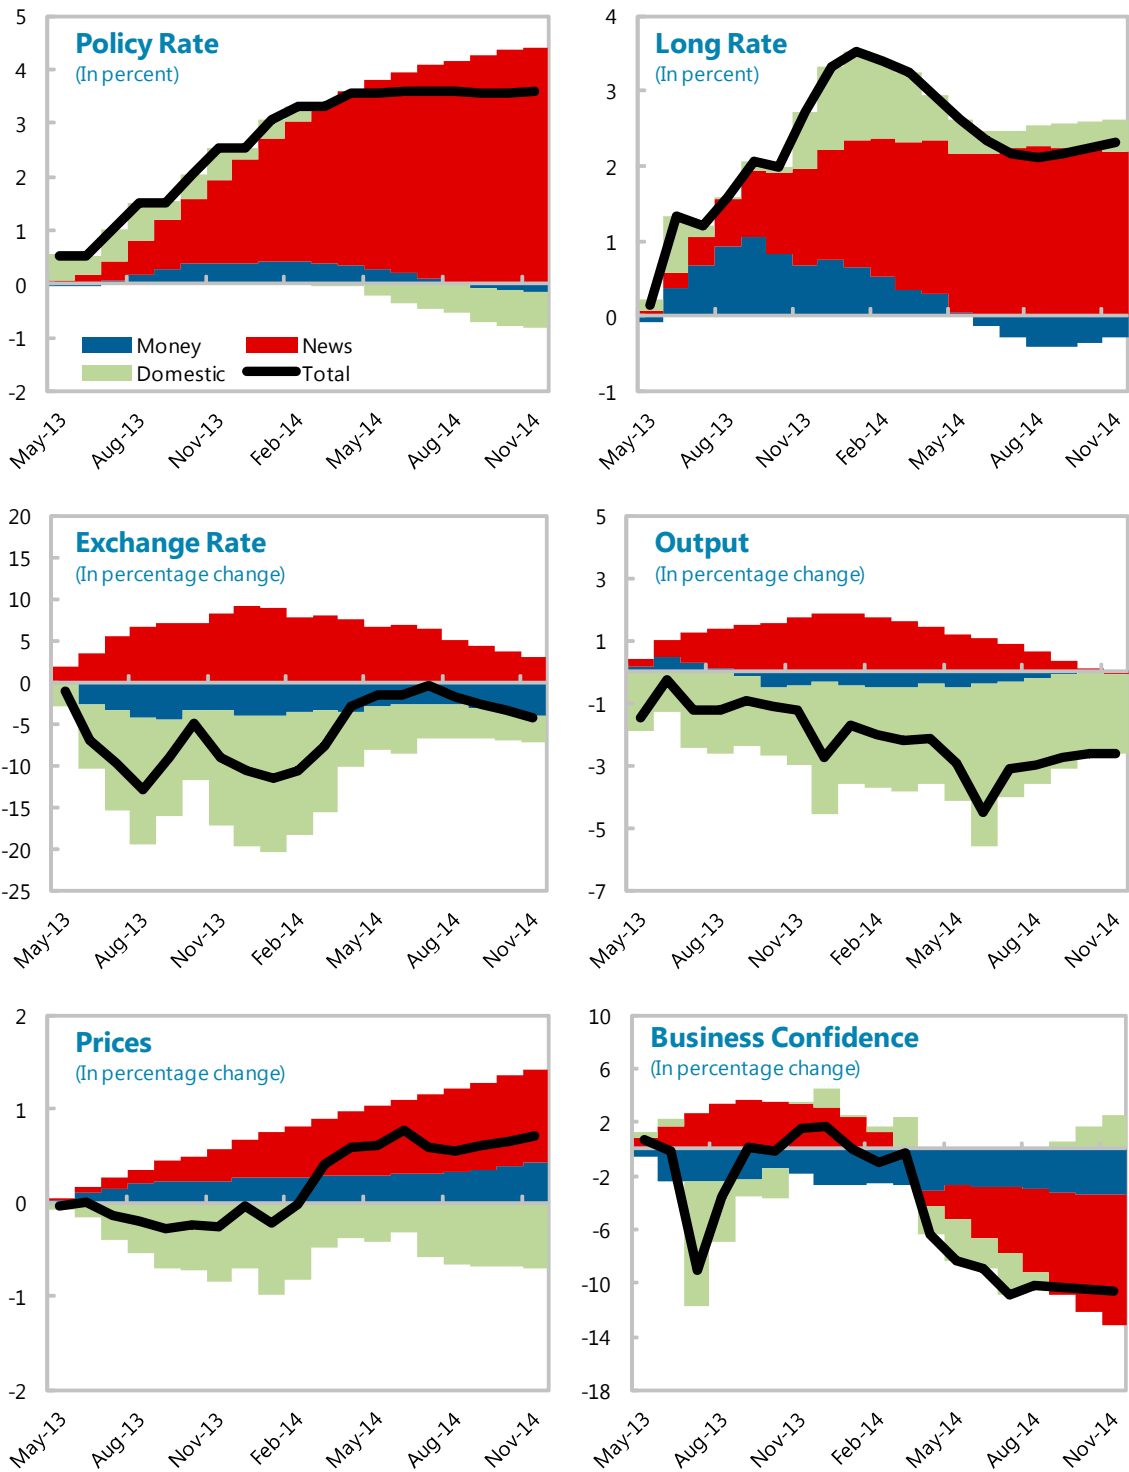 Policy Rate
(In percent)
5
4
3
2
1
0
-1
-2
Money
News
Domestic
Total
May-13
Aug-13
Nov-13
Feb-14
May-14
Aug-14
Nov-14
Long Rate
(In percent)
4
3
2
1
0
-1
May-13
Aug-13
Nov-13
Feb-14
May-14
Aug-14
Nov-14
Exchange Rate
(In percentage change)
20
15
10
5
0
-5
-10
-15
-20
-25
May-13
Aug-13
Nov-13
Feb-14
May-14
Aug-14
Nov-14
Output
(In percentage change)
5
3
1
-1
-3
-5
-7
May-13
Aug-13
Nov-13
Feb-14
May-14
Aug-14
Nov-14
Prices
(In percentage change)
2
1
0
-1
-2
May-13
Aug-13
Nov-13
Feb-14
May-14
Aug-14
Nov-14
Business Confidence
(In percentage change)
10
6
2
-2
-6
-10
-14
-18
May-13
Aug-13
Nov-13
Feb-14
May-14
Aug-14
Nov-14